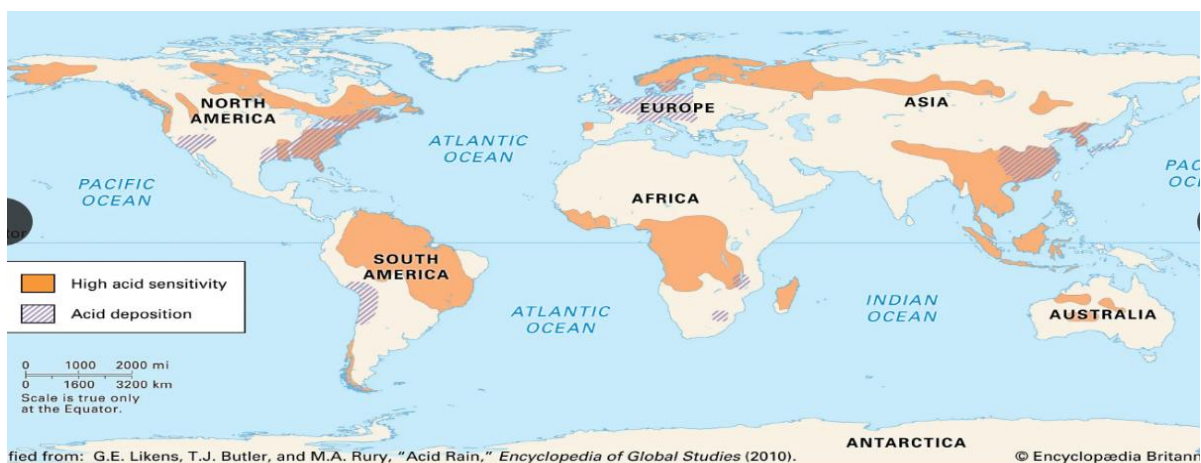 NORTH
AMERICA
EUROPE
ASIA
ATLANTIC
OCEAN
PACIFIC
OCEAN
AFRICA
SOUTH
AMERICA
High acid sensitivity
Acid deposition
ATLANTIC
OCEAN
INDIAN
OCEAN
AUSTRALIA
0 1000 2000 mi
0 1600 3200 km
Scale is true only
at the Equator.
ANTARCTICA
fied from: G.E. Likens, T.J. Butler, and M.A. Rury, "Acid Rain," Encyclopedia of Global Studies (2010).
© Encyclopædia Britann